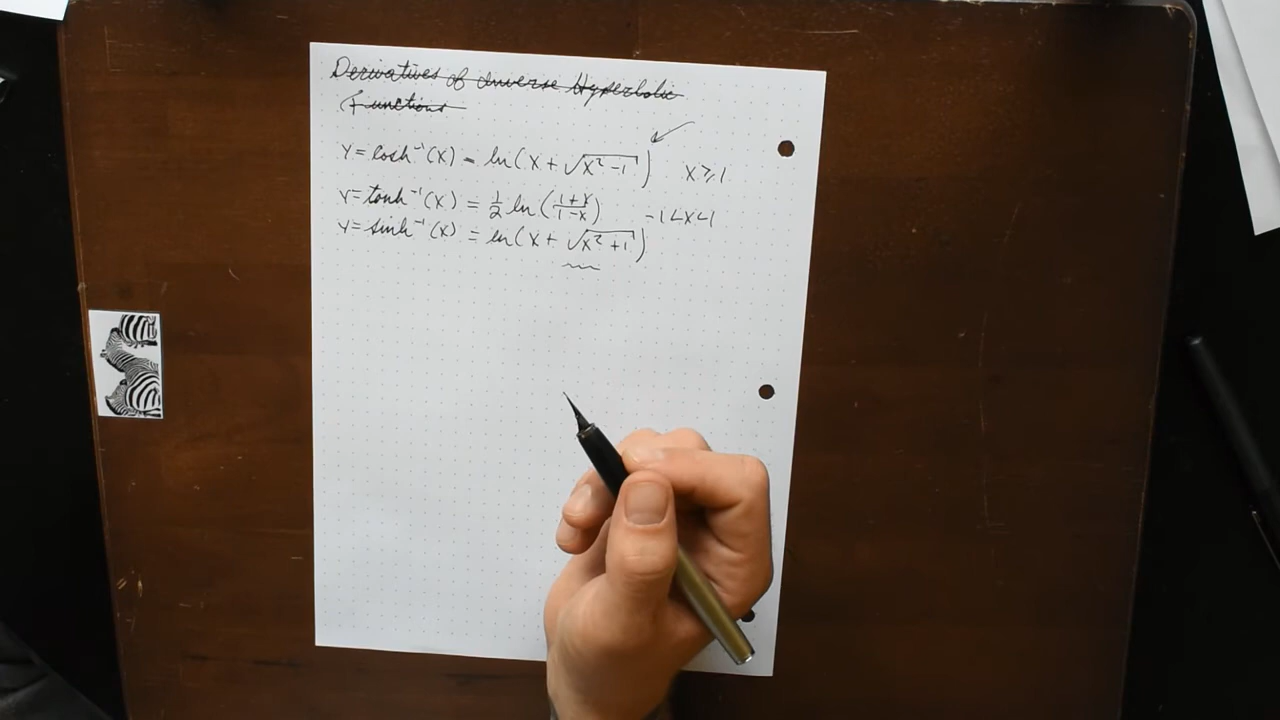 Derivatives of inverse Hyperbolic
Functions
y = cosh⁻¹(x) = ln(x + √(x² - 1)) x ≥ 1
y = tanh⁻¹(x) = 1/2 ln((1+x)/(1-x)) -1 < x < 1
y = sinh⁻¹(x) = ln(x + √(x² + 1))